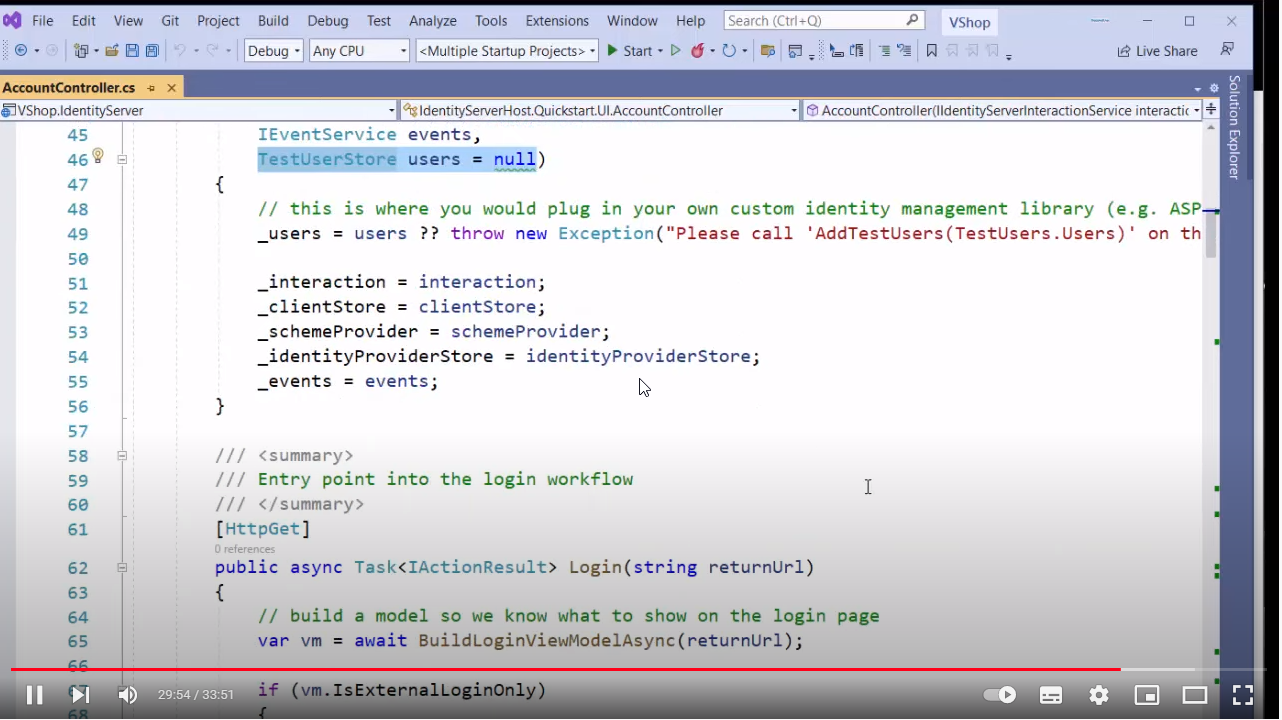 File Edit View Git Project Build Debug Test Analyze Tools Extensions Window Help Search (Ctrl+Q) VShop
Debug Any CPU <Multiple Startup Projects> Start Live Share
AccountController.cs
VShop.IdentityServer IdentityServerHost.Quickstart.UI.AccountController AccountController(IIdentityServerInteractionService interactic
Solution Explorer
45 IEventService events,
46 TestUserStore users = null)
47 {
48 // this is where you would plug in your own custom identity management library (e.g. ASP
49 _users = users ?? throw new Exception("Please call 'AddTestUsers(TestUsers.Users)' on th
50
51 _interaction = interaction;
52 _clientStore = clientStore;
53 _schemeProvider = schemeProvider;
54 _identityProviderStore = identityProviderStore;
55 _events = events;
56 }
57
58 /// <summary>
59 /// Entry point into the login workflow
60 /// </summary>
61 [HttpGet]
0 references
62 public async Task<IActionResult> Login(string returnUrl)
63 {
64 // build a model so we know what to show on the login page
65 var vm = await BuildLoginViewModelAsync(returnUrl);
66
67 if (vm.IsExternalLoginOnly)
68 {
29:54 / 33:51